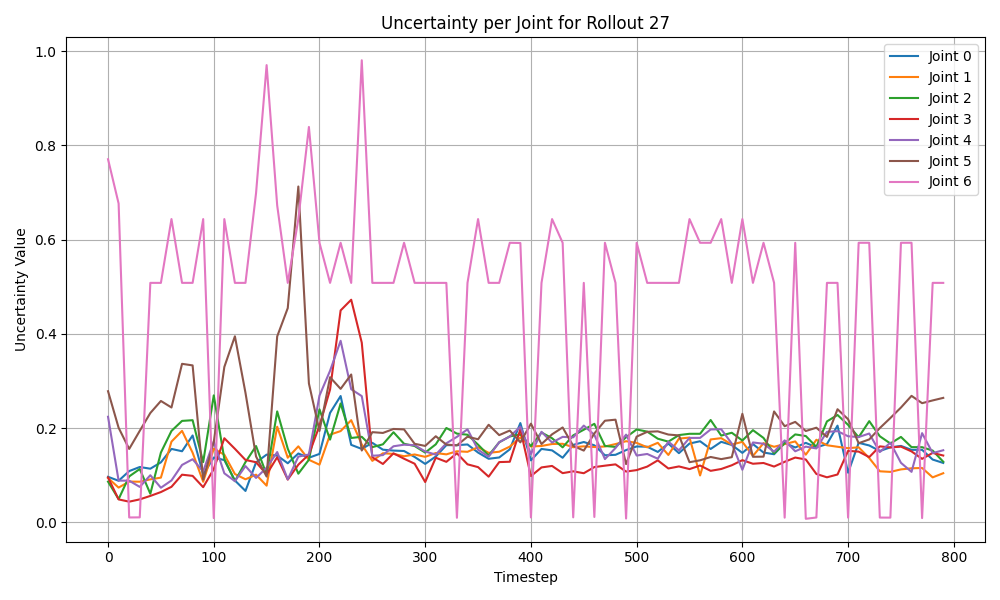 Uncertainty per Joint for Rollout 27
Uncertainty Value
1.0
0.8
0.6
0.4
0.2
0.0
Joint 0
Joint 1
Joint 2
Joint 3
Joint 4
Joint 5
Joint 6
0 100 200 300 400 500 600 700 800
Timestep